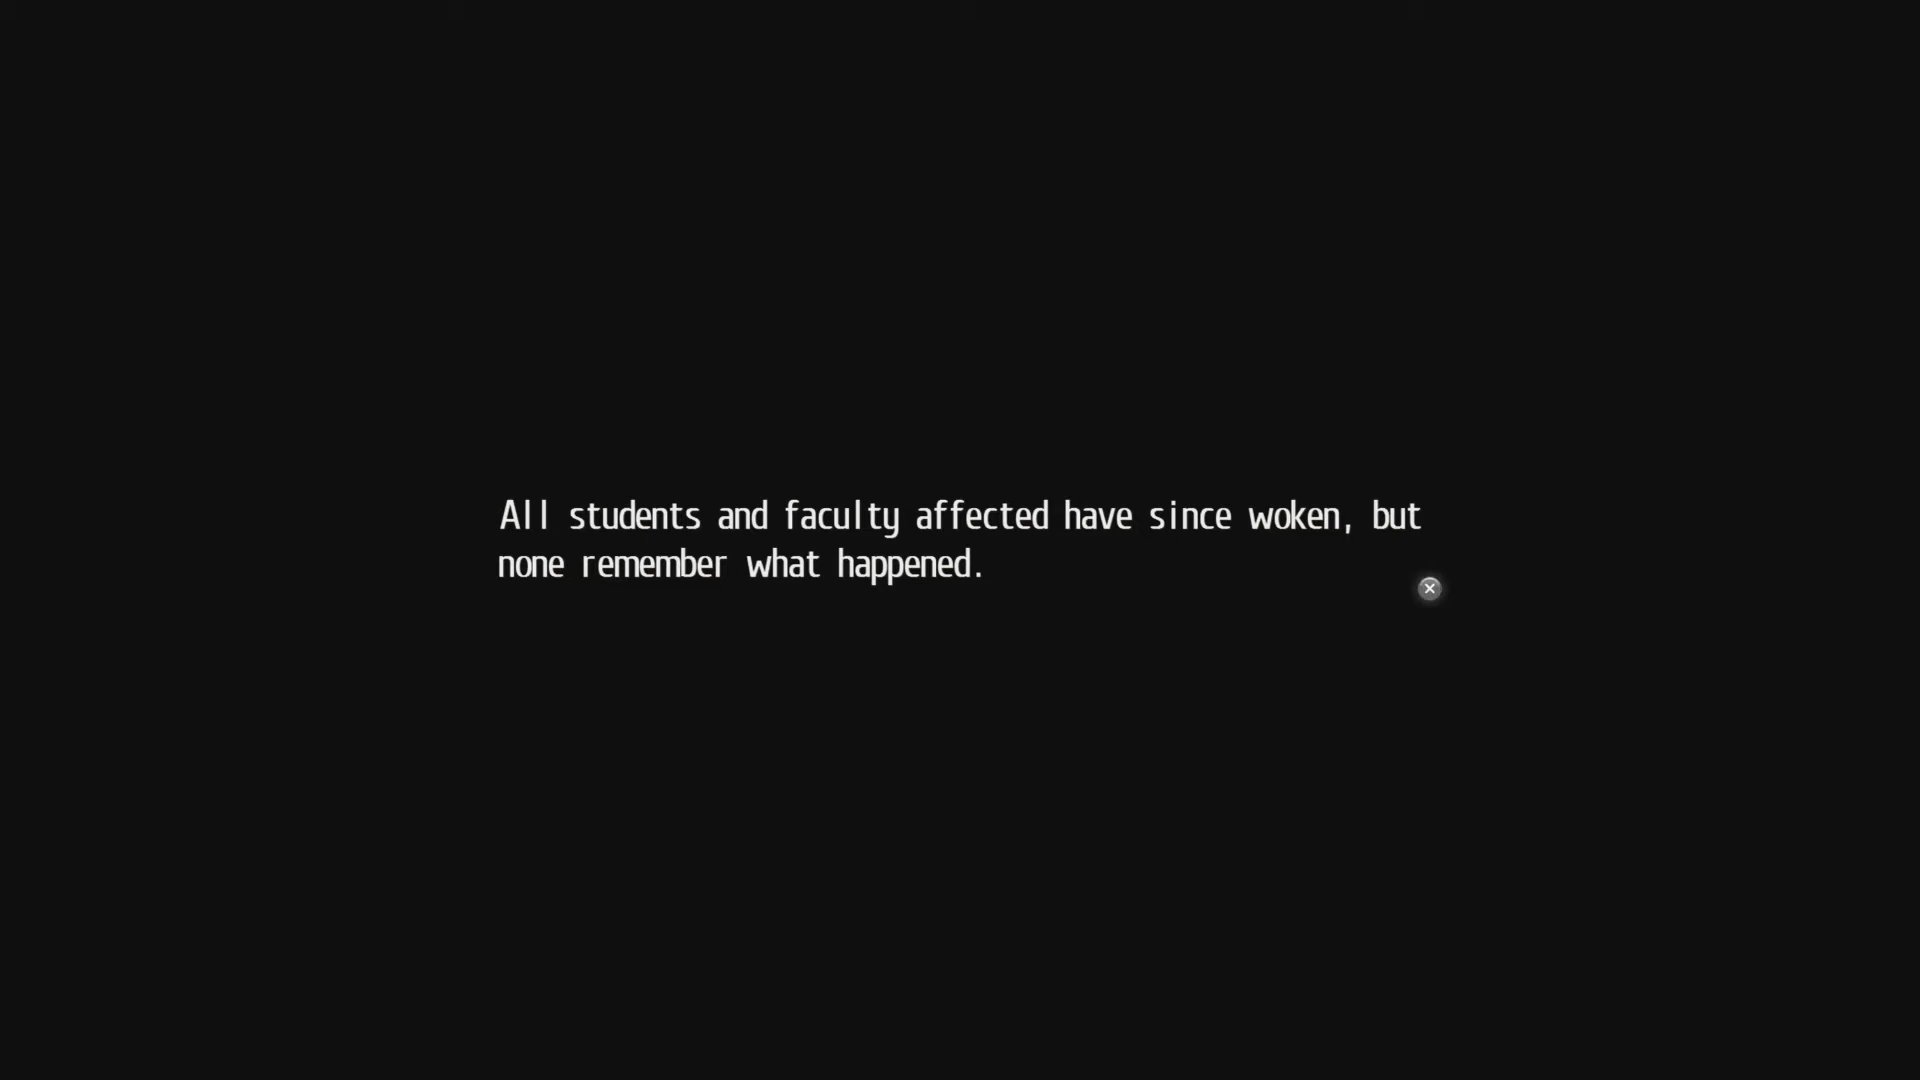 All students and faculty affected have since woken, but
none remember what happened.